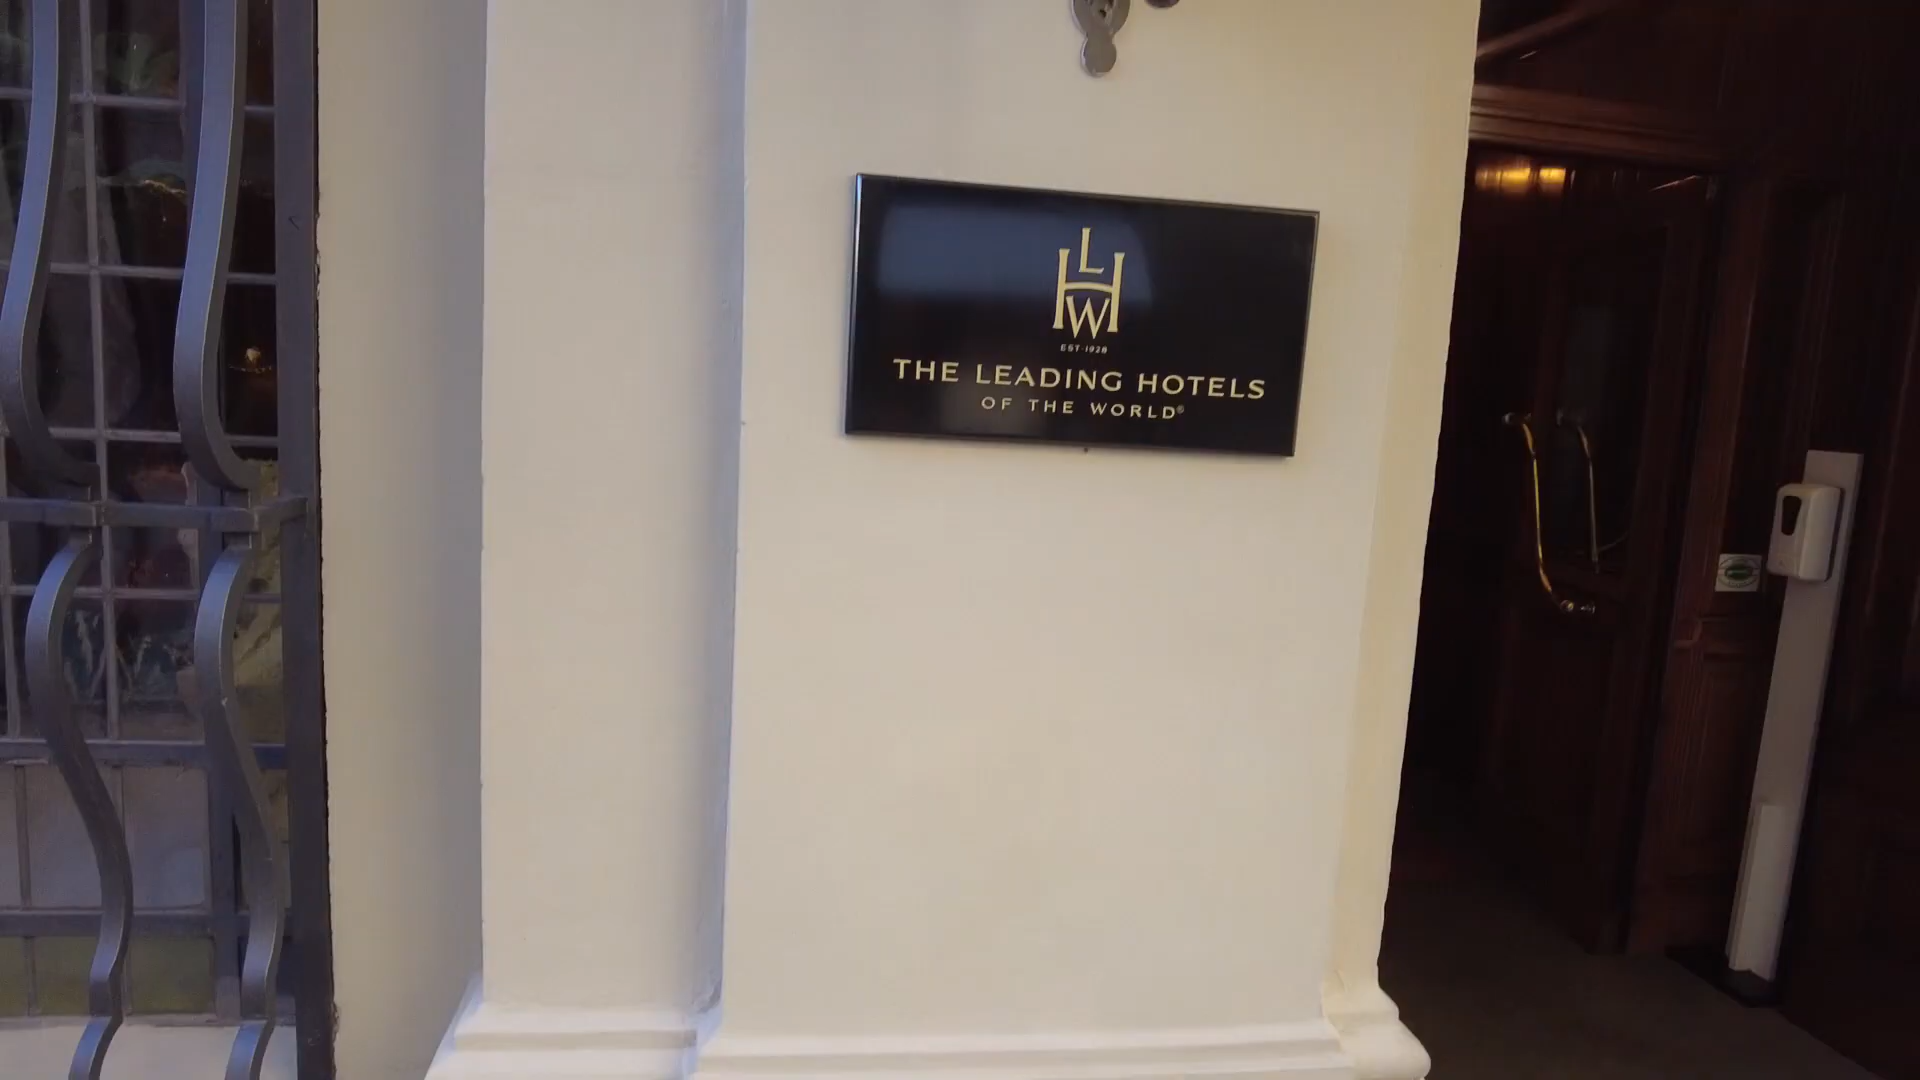 LHW
EST·1928
THE LEADING HOTELS
OF THE WORLD®